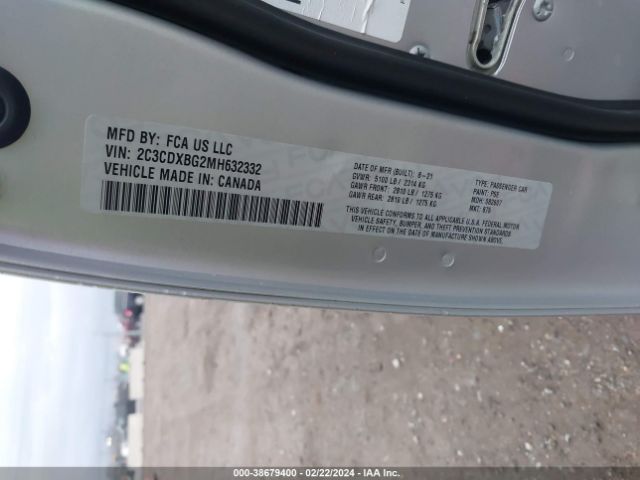 MFD BY: FCA US LLC
VIN: 2C3CDXBG2MH632332
VEHICLE MADE IN: CANADA
DATE OF MFR (BUILT): 8-21
GVWR: 5100 LB / 2314 KG
GAWR FRONT: 2810 LB / 1275 KG
GAWR REAR: 2810 LB / 1275 KG
TYPE: PASSENGER CAR
PAINT: PSE
MDH:
MKT:
THIS VEHICLE CONFORMS TO ALL APPLICABLE U.S.A. FEDERAL MOTOR
VEHICLE SAFETY, BUMPER, AND THEFT PREVENTION STANDARDS
IN EFFECT ON THE DATE OF MANUFACTURE SHOWN ABOVE.
000-38679400 - 02/22/2024 - IAA Inc.